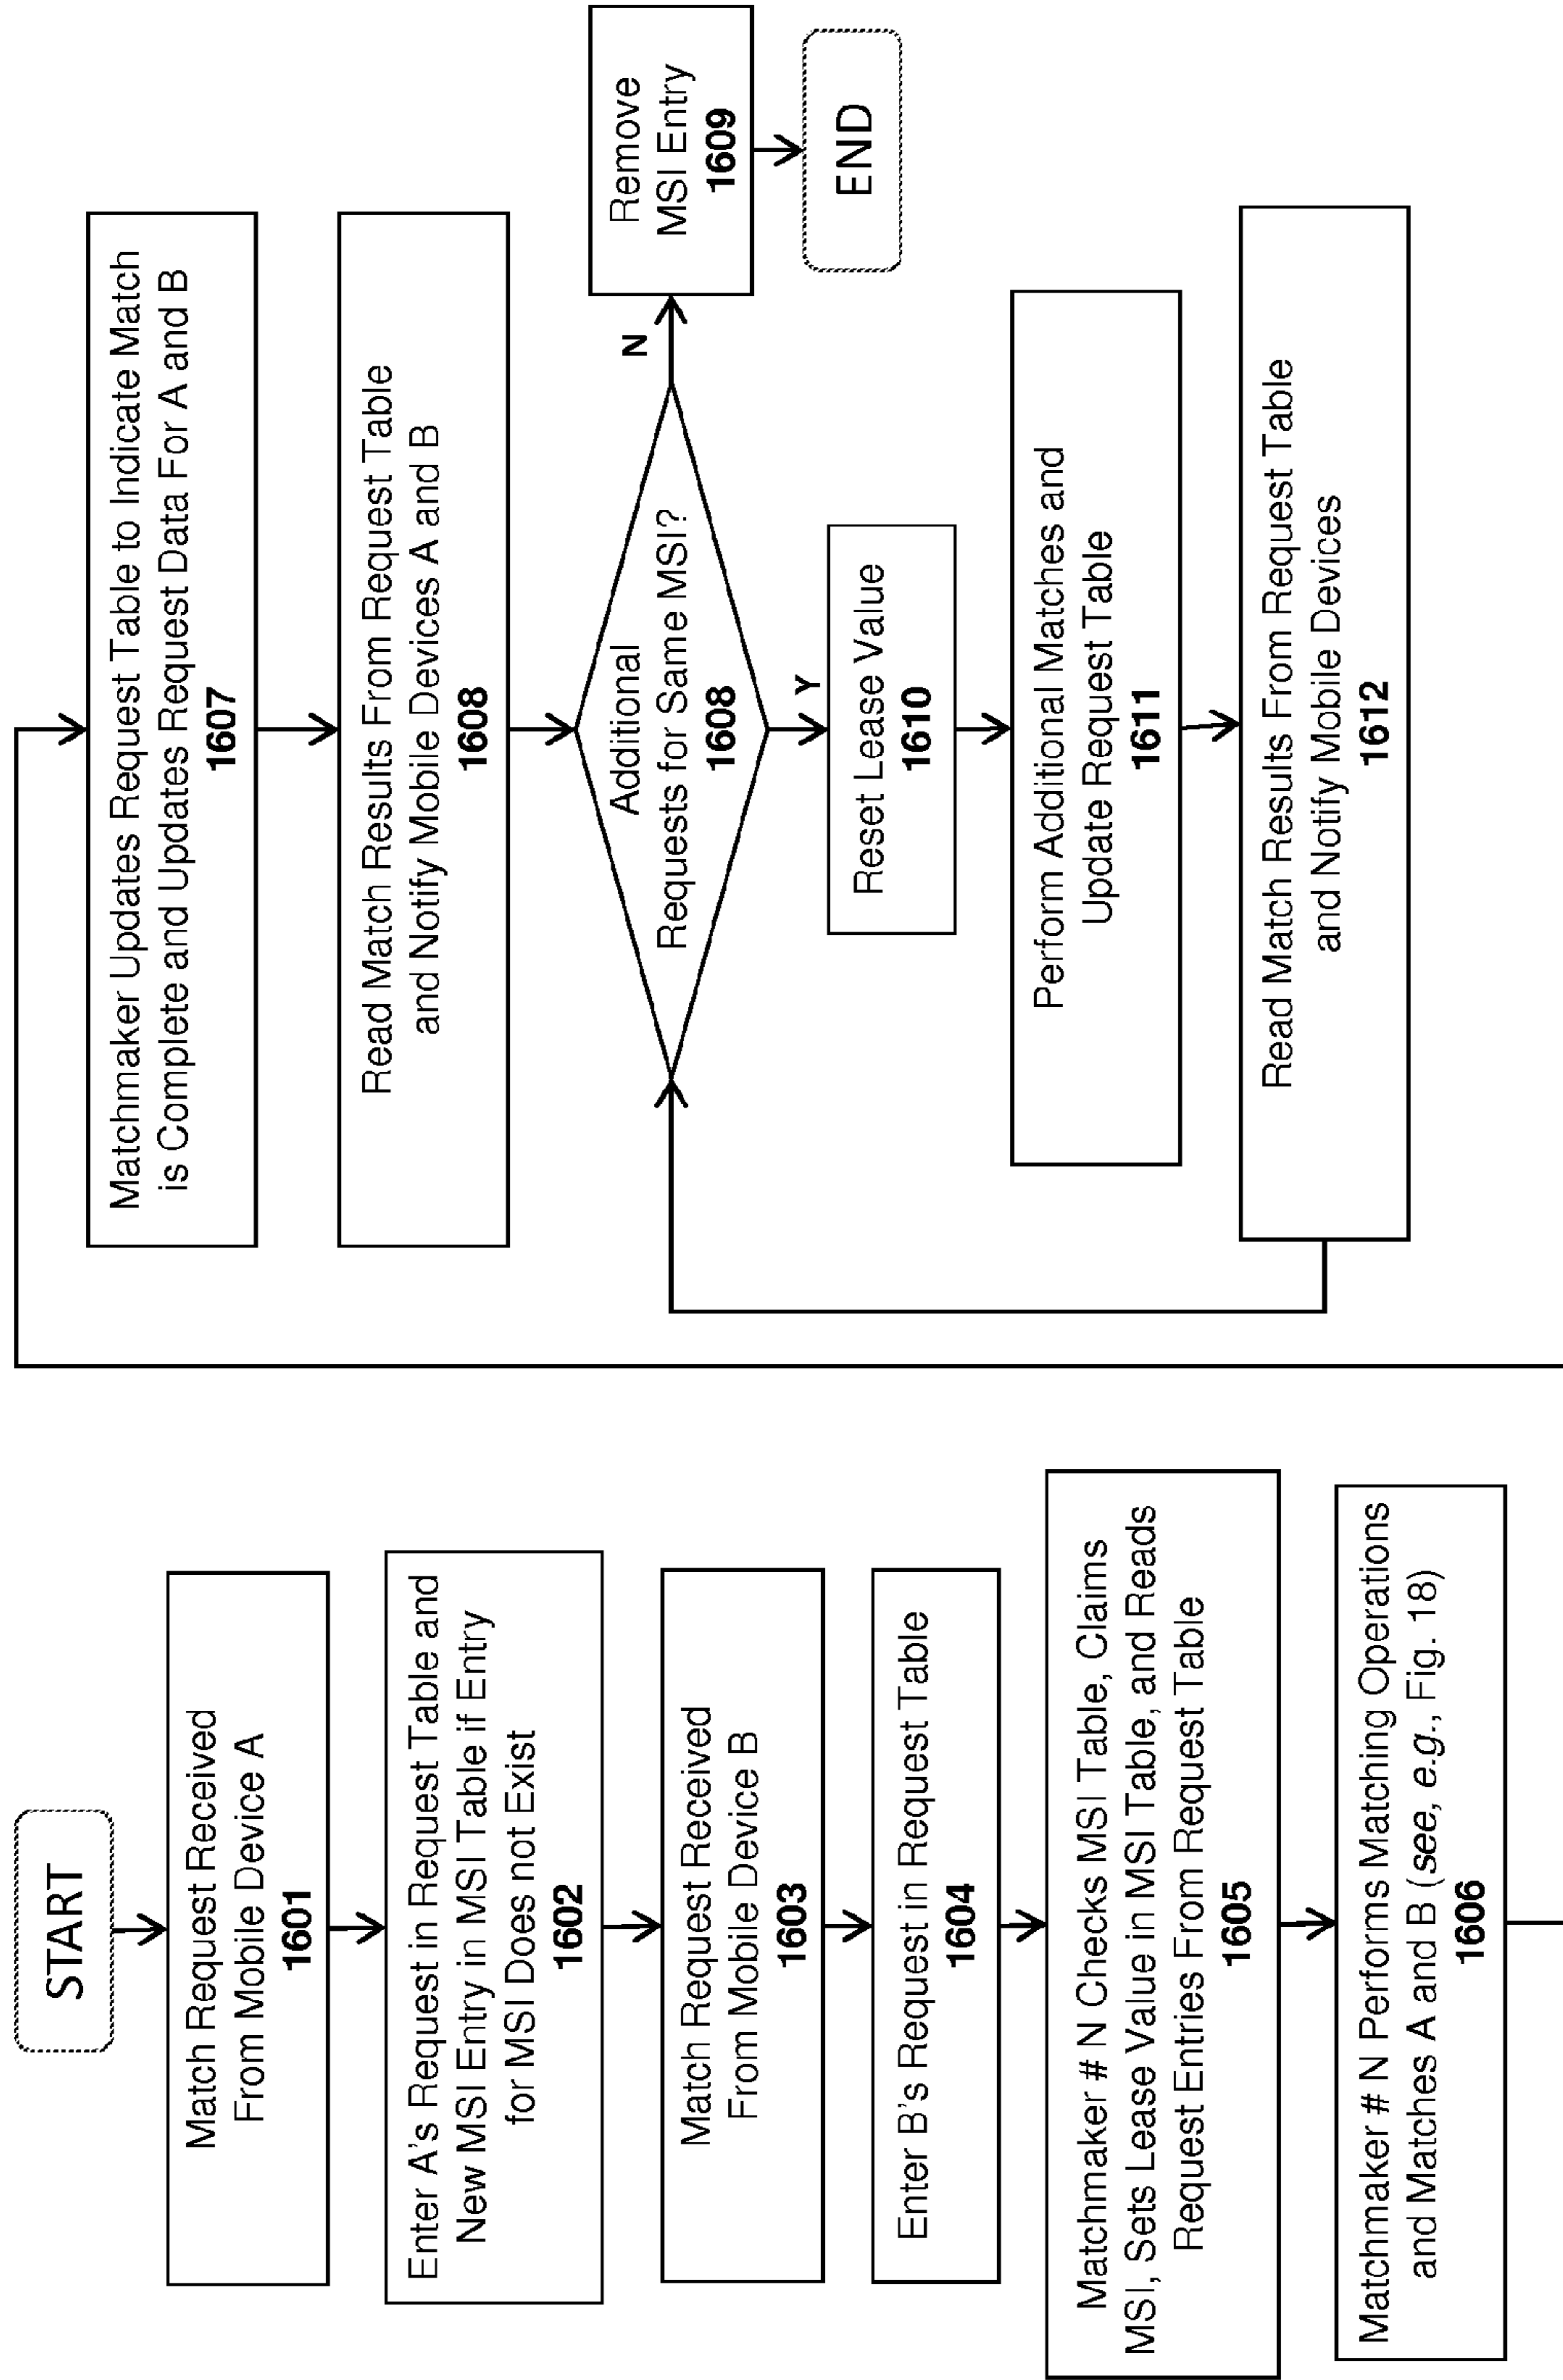 START
Match Request Received
From Mobile Device A
1601
Enter A's Request in Request Table and
New MSI Entry in MSI Table if Entry
for MSI Does not Exist
1602
Match Request Received
From Mobile Device B
1603
Enter B's Request in Request Table
1604
Matchmaker # N Checks MSI Table, Claims
MSI, Sets Lease Value in MSI Table, and Reads
Request Entries From Request Table
1605
Matchmaker # N Performs Matching Operations
and Matches A and B (see, e.g., Fig. 18)
1606
Matchmaker Updates Request Table to Indicate Match
is Complete and Updates Request Data For A and B
1607
Read Match Results From Request Table
and Notify Mobile Devices A and B
1608
Additional
Requests for Same MSI?
1608
N
Remove
MSI Entry
1609
END
Y
Reset Lease Value
1610
Perform Additional Matches and
Update Request Table
1611
Read Match Results From Request Table
and Notify Mobile Devices
1612